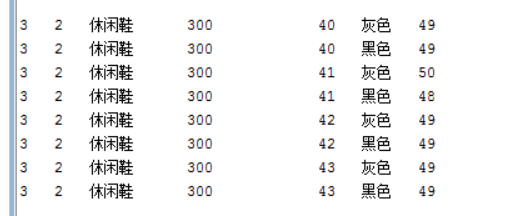 3 2 休闲鞋 300 40 灰色 49
3 2 休闲鞋 300 40 黑色 49
3 2 休闲鞋 300 41 灰色 50
3 2 休闲鞋 300 41 黑色 48
3 2 休闲鞋 300 42 灰色 49
3 2 休闲鞋 300 42 黑色 49
3 2 休闲鞋 300 43 灰色 49
3 2 休闲鞋 300 43 黑色 49